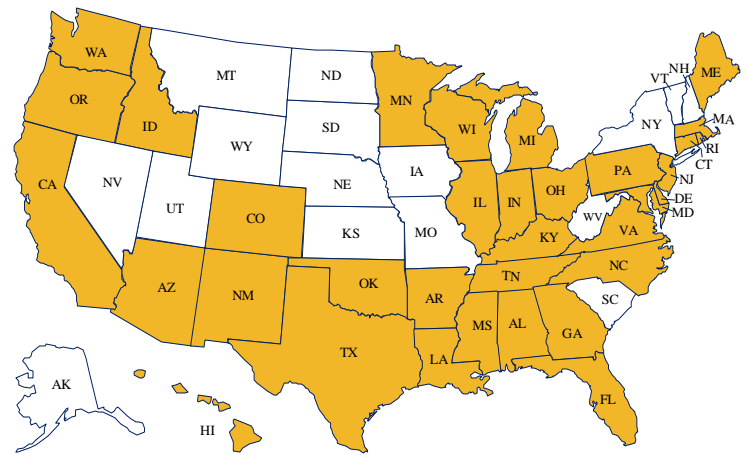 WA
MT
ND
MN
VT
NH
ME
OR
ID
SD
WI
MI
NY
MA
RI
CT
WY
IA
PA
NJ
CA
NV
UT
NE
IL
IN
OH
DE
MD
CO
KS
MO
WV
VA
KY
AZ
NM
OK
AR
TN
NC
SC
TX
LA
MS
AL
GA
FL
AK
HI